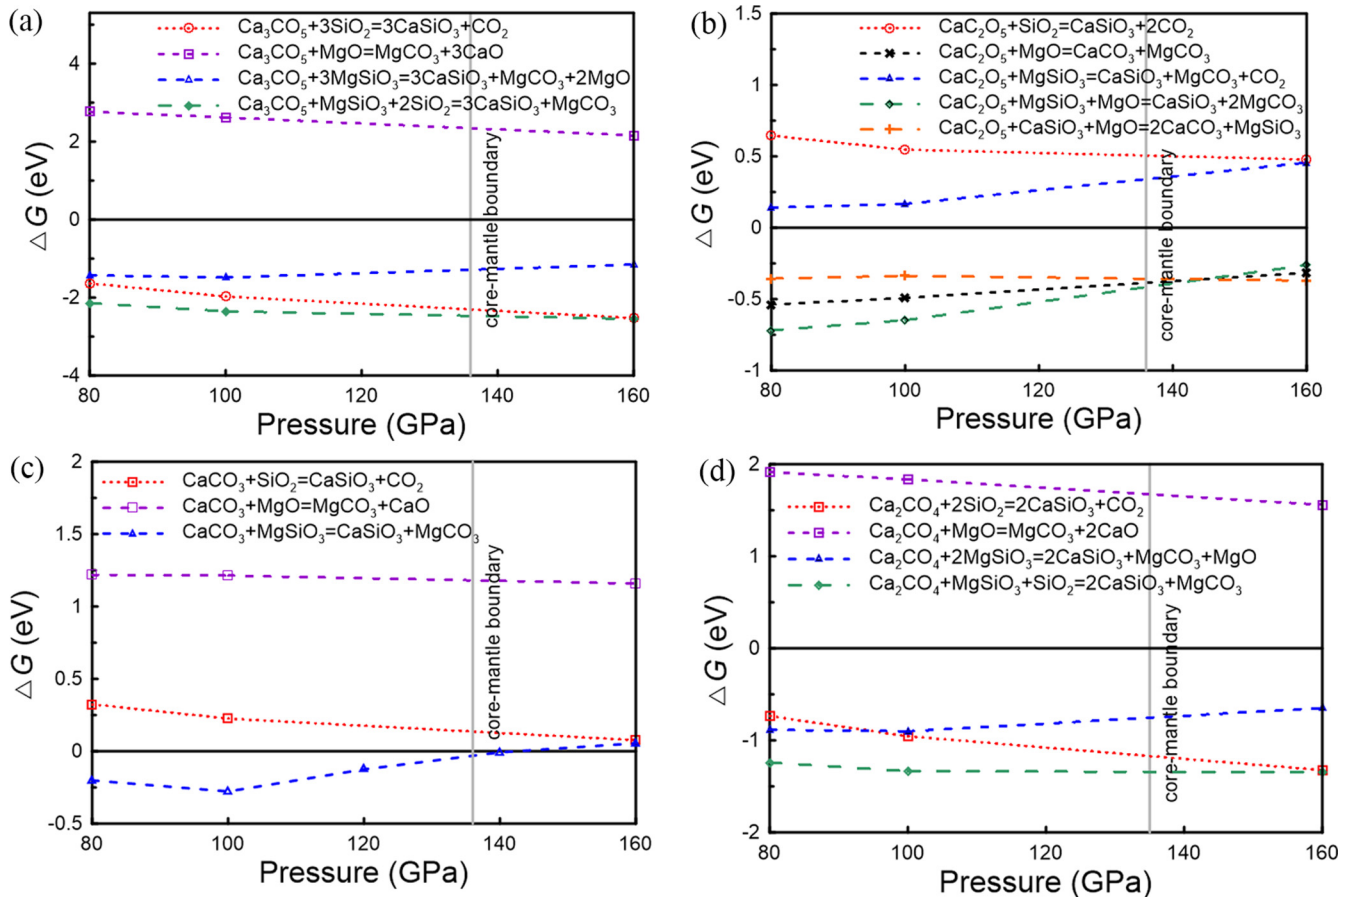 (a)
Ca₃CO₅+3SiO₂=3CaSiO₃+CO₂
Ca₃CO₅+MgO=MgCO₃+3CaO
Ca₃CO₅+3MgSiO₃=3CaSiO₃+MgCO₃+2MgO
Ca₃CO₅+MgSiO₃+2SiO₂=3CaSiO₃+MgCO₃
4
2
0
-2
-4
△G (eV)
core-mantle boundary
80 100 120 140 160
Pressure (GPa)
(b)
CaC₂O₅+SiO₂=CaSiO₃+2CO₂
CaC₂O₅+MgO=CaCO₃+MgCO₃
CaC₂O₅+MgSiO₃=CaSiO₃+MgCO₃+CO₂
CaC₂O₅+MgSiO₃+MgO=CaSiO₃+2MgCO₃
CaC₂O₅+CaSiO₃+MgO=2CaCO₃+MgSiO₃
1.5
1
0.5
0
-0.5
-1
△G (eV)
core-mantle boundary
80 100 120 140 160
Pressure (GPa)
(c)
CaCO₃+SiO₂=CaSiO₃+CO₂
CaCO₃+MgO=MgCO₃+CaO
CaCO₃+MgSiO₃=CaSiO₃+MgCO₃
2
1.5
1
0.5
0
-0.5
△G (eV)
core-mantle boundary
80 100 120 140 160
Pressure (GPa)
(d)
Ca₂CO₄+2SiO₂=2CaSiO₃+CO₂
Ca₂CO₄+MgO=MgCO₃+2CaO
Ca₂CO₄+2MgSiO₃=2CaSiO₃+MgCO₃+MgO
Ca₂CO₄+MgSiO₃+SiO₂=2CaSiO₃+MgCO₃
2
1
0
-1
-2
△G (eV)
core-mantle boundary
80 100 120 140 160
Pressure (GPa)